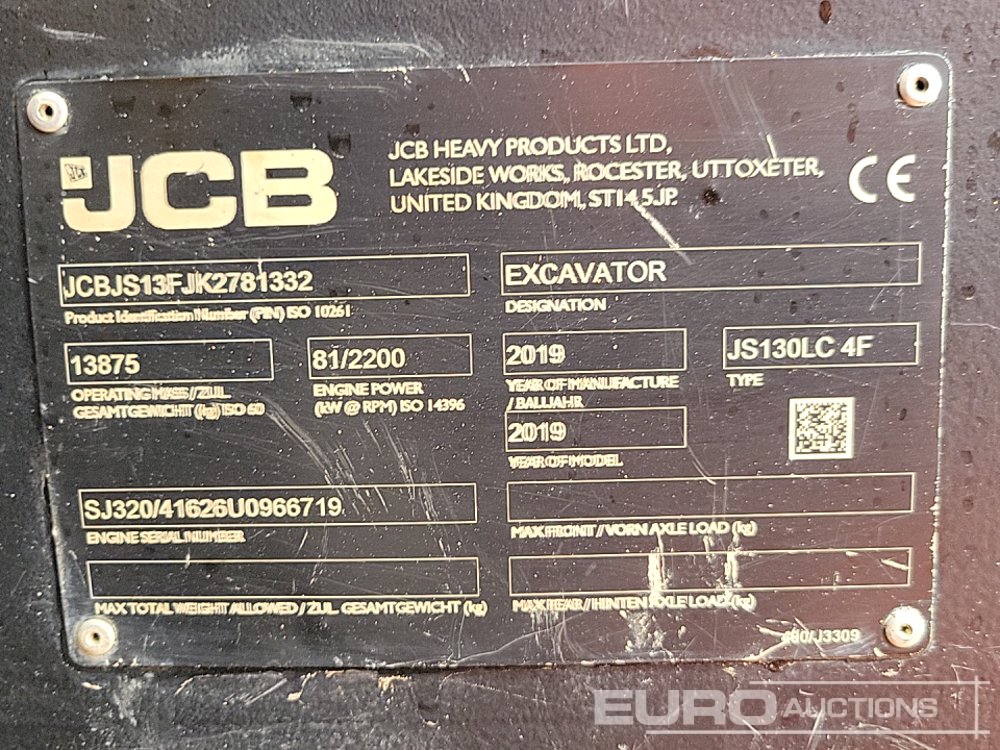 JCB
JCB HEAVY PRODUCTS LTD,
LAKESIDE WORKS, ROCESTER, UTTOXETER,
UNITED KINGDOM, ST14 5JP.
CE
JCBJS13FJK2781332
Product Identification Number (PIN) ISO 10261
EXCAVATOR
DESIGNATION
13875
OPERATING MASS / ZUL.
GESAMTGEWICHT (kg) ISO 60
81/2200
ENGINE POWER
(kW @ RPM) ISO 14396
2019
YEAR OF MANUFACTURE
/ BAUJAHR
JS130LC 4F
TYPE
2019
YEAR OF MODEL
SJ320/41626U0966719
ENGINE SERIAL NUMBER
MAX FRONT / VORN AXLE LOAD (kg)
MAX TOTAL WEIGHT ALLOWED / ZUL. GESAMTGEWICHT (kg)
MAX REAR / HINTEN AXLE LOAD (kg)
/J3309
EURO AUCTIONS